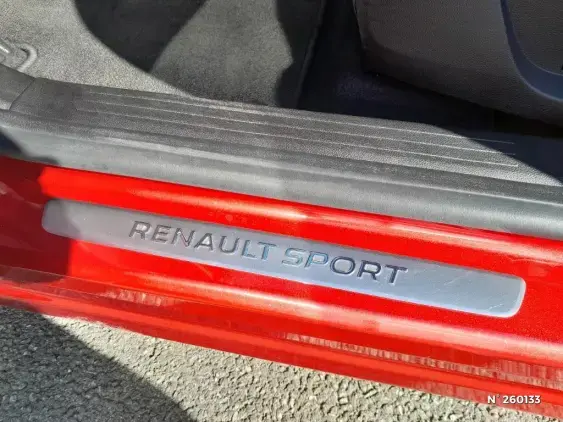 RENAULT SPORT
N° 260133